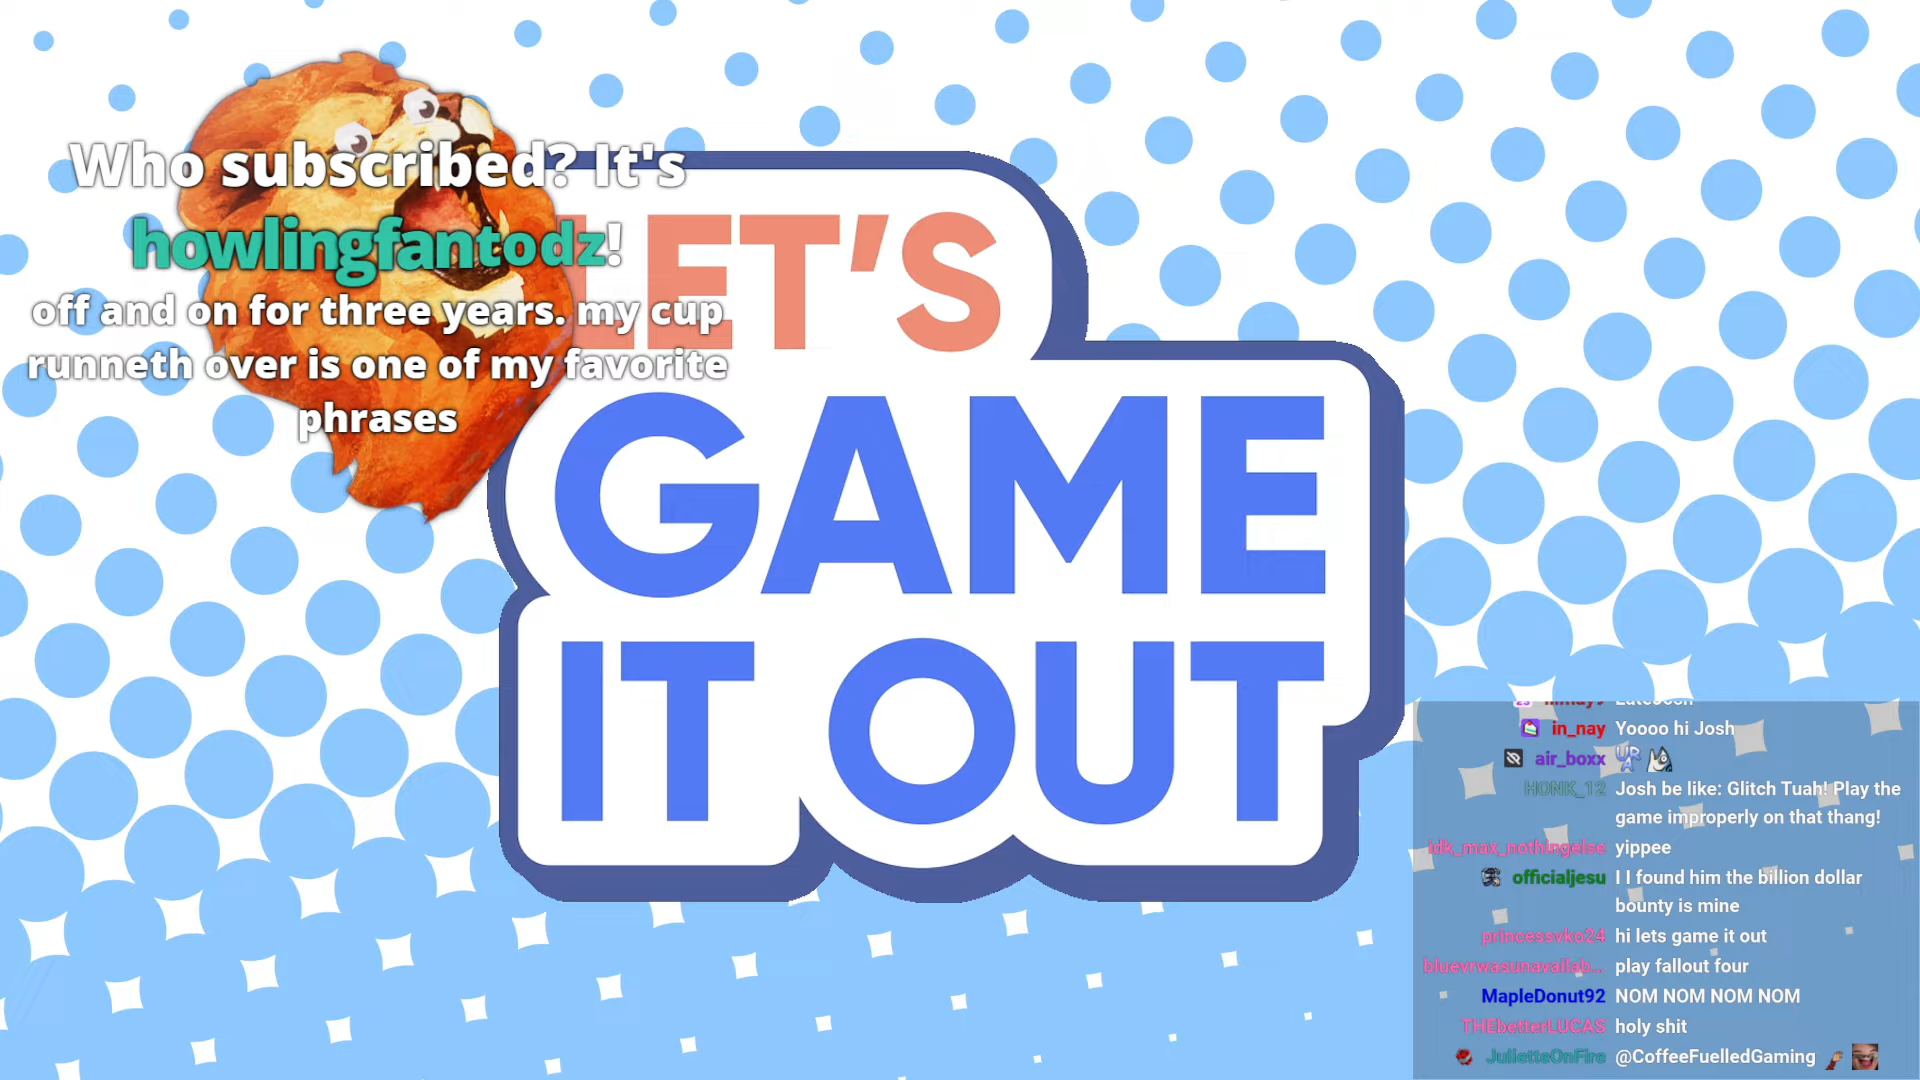 Who subscribed? It's
howlingfantodz!
off and on for three years. my cup
runneth over is one of my favorite
phrases
LET'S
GAME
IT OUT
in_nay Yoooo hi Josh
air_boxx
HONK_12 Josh be like: Glitch Tuah! Play the
game improperly on that thang!
idk_max_nothingelse yippee
officialjesu I I found him the billion dollar
bounty is mine
princessvko24 hi lets game it out
bluevrwasunavailab... play fallout four
MapleDonut92 NOM NOM NOM NOM
THEbetterLUCAS holy shit
JulietteOnFire @CoffeeFuelledGaming